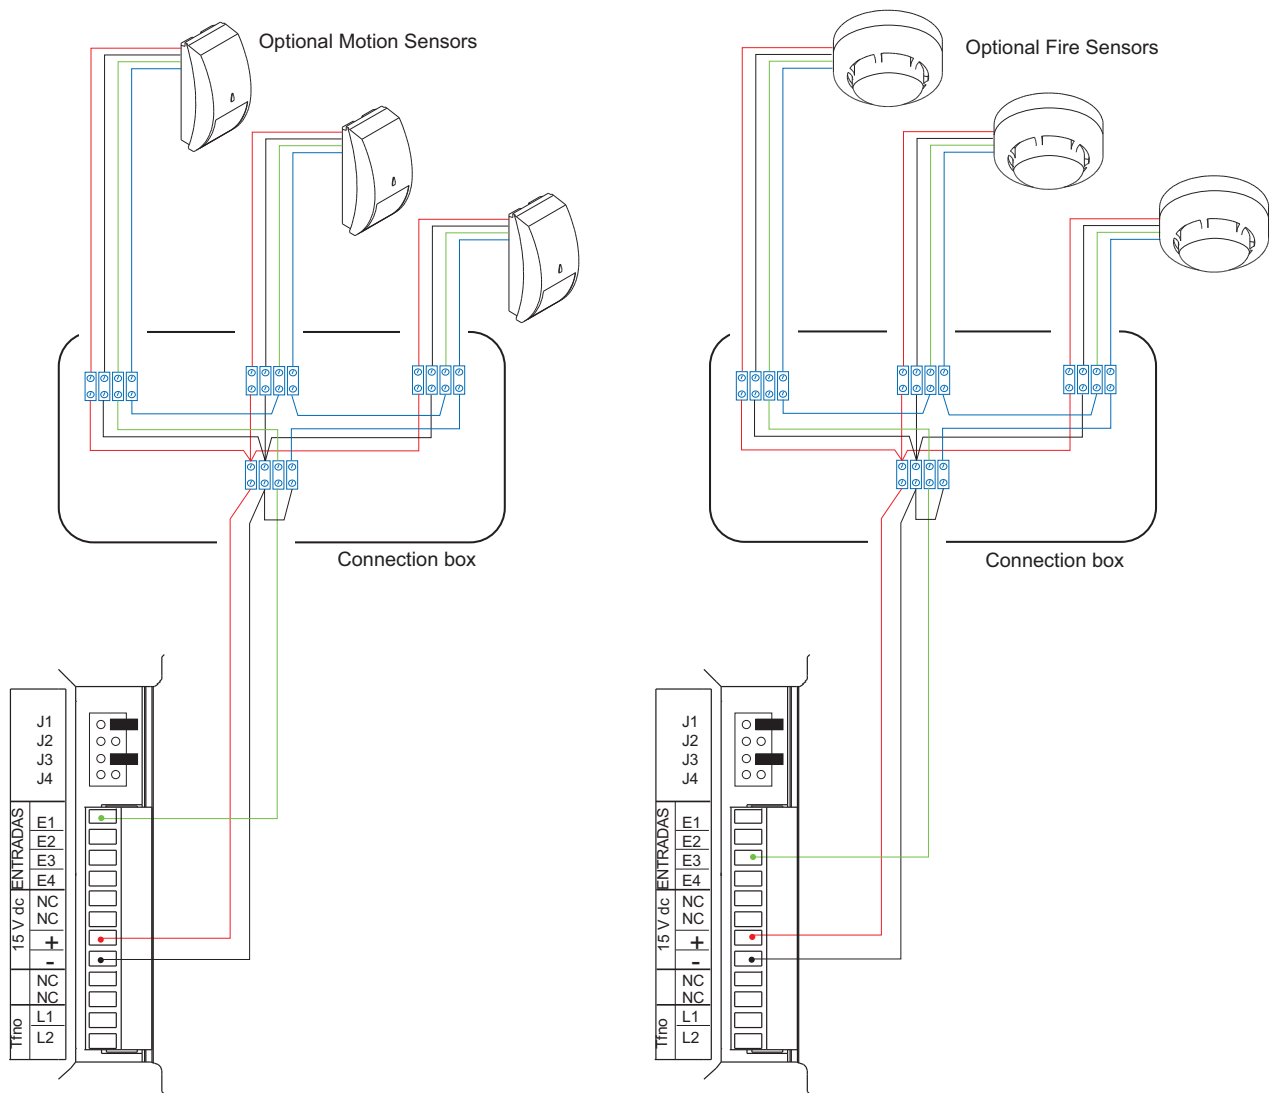 Optional Motion Sensors
Optional Fire Sensors
Connection box
Connection box
J1
J2
J3
J4
ENTRADAS
E1
E2
E3
E4
15 V dc
NC
NC
+
-
NC
NC
Tfno
L1
L2
J1
J2
J3
J4
ENTRADAS
E1
E2
E3
E4
15 V dc
NC
NC
+
-
NC
NC
Tfno
L1
L2